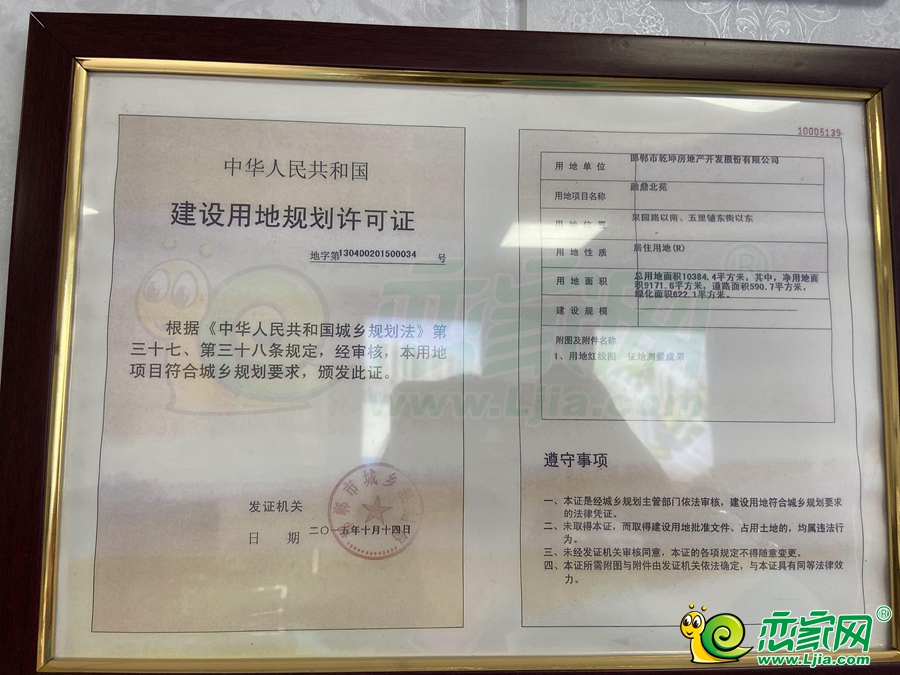 中华人民共和国
建设用地规划许可证
地字第130400201500034 号
根据《中华人民共和国城乡规划法》第
三十七、第三十八条规定，经审核，本用地
项目符合城乡规划要求，颁发此证。
发证机关
日 期 二〇一五年十月十四日
10005139
用地单位 邯郸市乾坤房地产开发股份有限公司
用地项目名称 融鼎北苑
用地位置 果园路以南、五里铺东街以东
用地性质 居住用地(R)
用地面积 总用地面积10384.4平方米，其中，净用地面
积9171.6平方米，道路面积590.7平方米，
绿化面积622.1平方米。
建设规模
附图及附件名称
1、用地红线图 征地测量成果
遵守事项
一、本证是经城乡规划主管部门依法审核，建设用地符合城乡规划要求
的法律凭证。
二、未取得本证，而取得建设用地批准文件、占用土地的，均属违法行
为。
三、未经发证机关审核同意，本证的各项规定不得随意变更。
四、本证所需附图与附件由发证机关依法确定，与本证具有同等法律效
力。
恋家网®
www.Ljia.com
恋家网®
www.Ljia.com